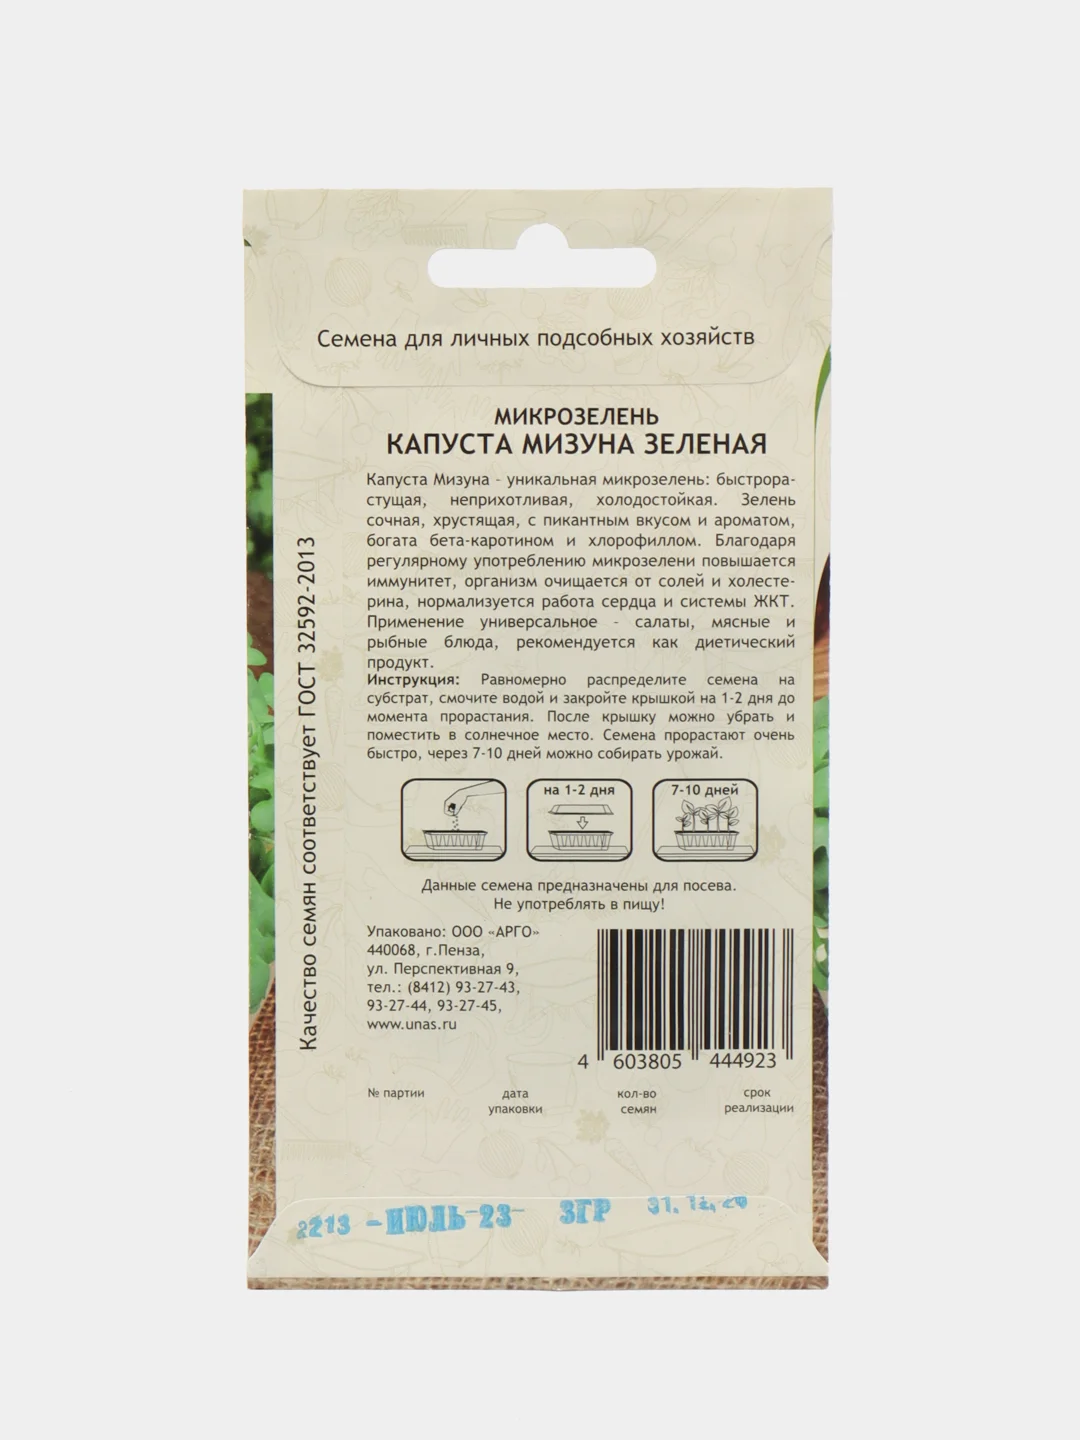 Семена для личных подсобных хозяйств
МИКРОЗЕЛЕНЬ
КАПУСТА МИЗУНА ЗЕЛЕНАЯ
Капуста Мизуна - уникальная микрозелень: быстрора-
стущая, неприхотливая, холодостойкая. Зелень
сочная, хрустящая, с пикантным вкусом и ароматом,
богата бета-каротином и хлорофиллом. Благодаря
регулярному употреблению микрозелени повышается
иммунитет, организм очищается от солей и холесте-
рина, нормализуется работа сердца и системы ЖКТ.
Применение универсальное - салаты, мясные и
рыбные блюда, рекомендуется как диетический
продукт.
Инструкция: Равномерно распределите семена на
субстрат, смочите водой и закройте крышкой на 1-2 дня до
момента прорастания. После крышку можно убрать и
поместить в солнечное место. Семена прорастают очень
быстро, через 7-10 дней можно собирать урожай.
на 1-2 дня
7-10 дней
Данные семена предназначены для посева.
Не употреблять в пищу!
Качество семян соответствует ГОСТ 32592-2013
Упаковано: ООО «АРГО»
440068, г.Пенза,
ул. Перспективная 9,
тел.: (8412) 93-27-43,
93-27-44, 93-27-45,
www.unas.ru
4 603805 444923
№ партии
дата
упаковки
кол-во
семян
срок
реализации
2213 -ИЮЛЬ-23- 3ГР